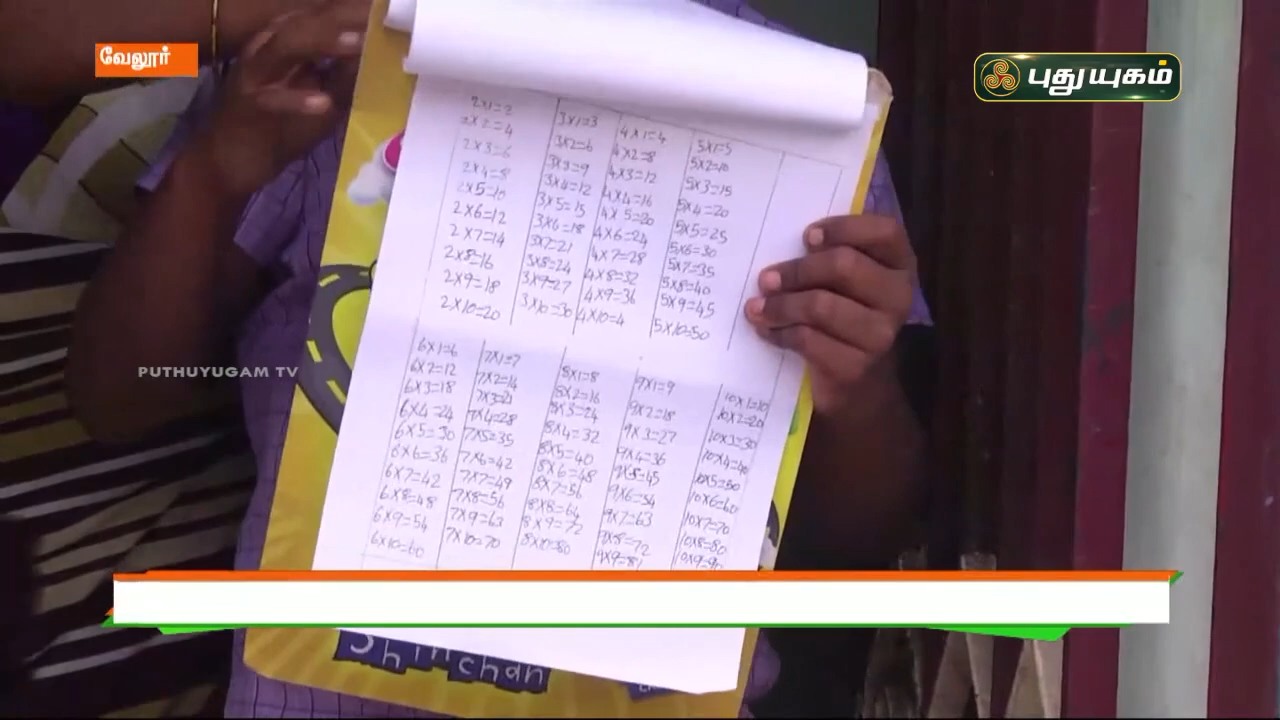 வேலூர்
புதுயுகம்
PUTHUYUGAM TV
2x1=2
2x2=4
2x3=6
2x4=8
2x5=10
2x6=12
2x7=14
2x8=16
2x9=18
2x10=20
3x1=3
3x2=6
3x3=9
3x4=12
3x5=15
3x6=18
3x7=21
3x8=24
3x9=27
3x10=30
4x1=4
4x2=8
4x3=12
4x4=16
4x5=20
4x6=24
4x7=28
4x8=32
4x9=36
4x10=4
5x1=5
5x2=10
5x3=15
5x4=20
5x5=25
5x6=30
5x7=35
5x8=40
5x9=45
5x10=50
6x1=6
6x2=12
6x3=18
6x4=24
6x5=30
6x6=36
6x7=42
6x8=48
6x9=54
6x10=60
7x1=7
7x2=14
7x3=21
7x4=28
7x5=35
7x6=42
7x7=49
7x8=56
7x9=63
7x10=70
8x1=8
8x2=16
8x3=24
8x4=32
8x5=40
8x6=48
8x7=56
8x8=64
8x9=72
8x10=80
9x1=9
9x2=18
9x3=27
9x4=36
9x5=45
9x6=54
9x7=63
9x8=72
9x9=81
10x1=10
10x2=20
10x3=30
10x4=40
10x5=50
10x6=60
10x7=70
10x8=80
10x9=90
Shin chan